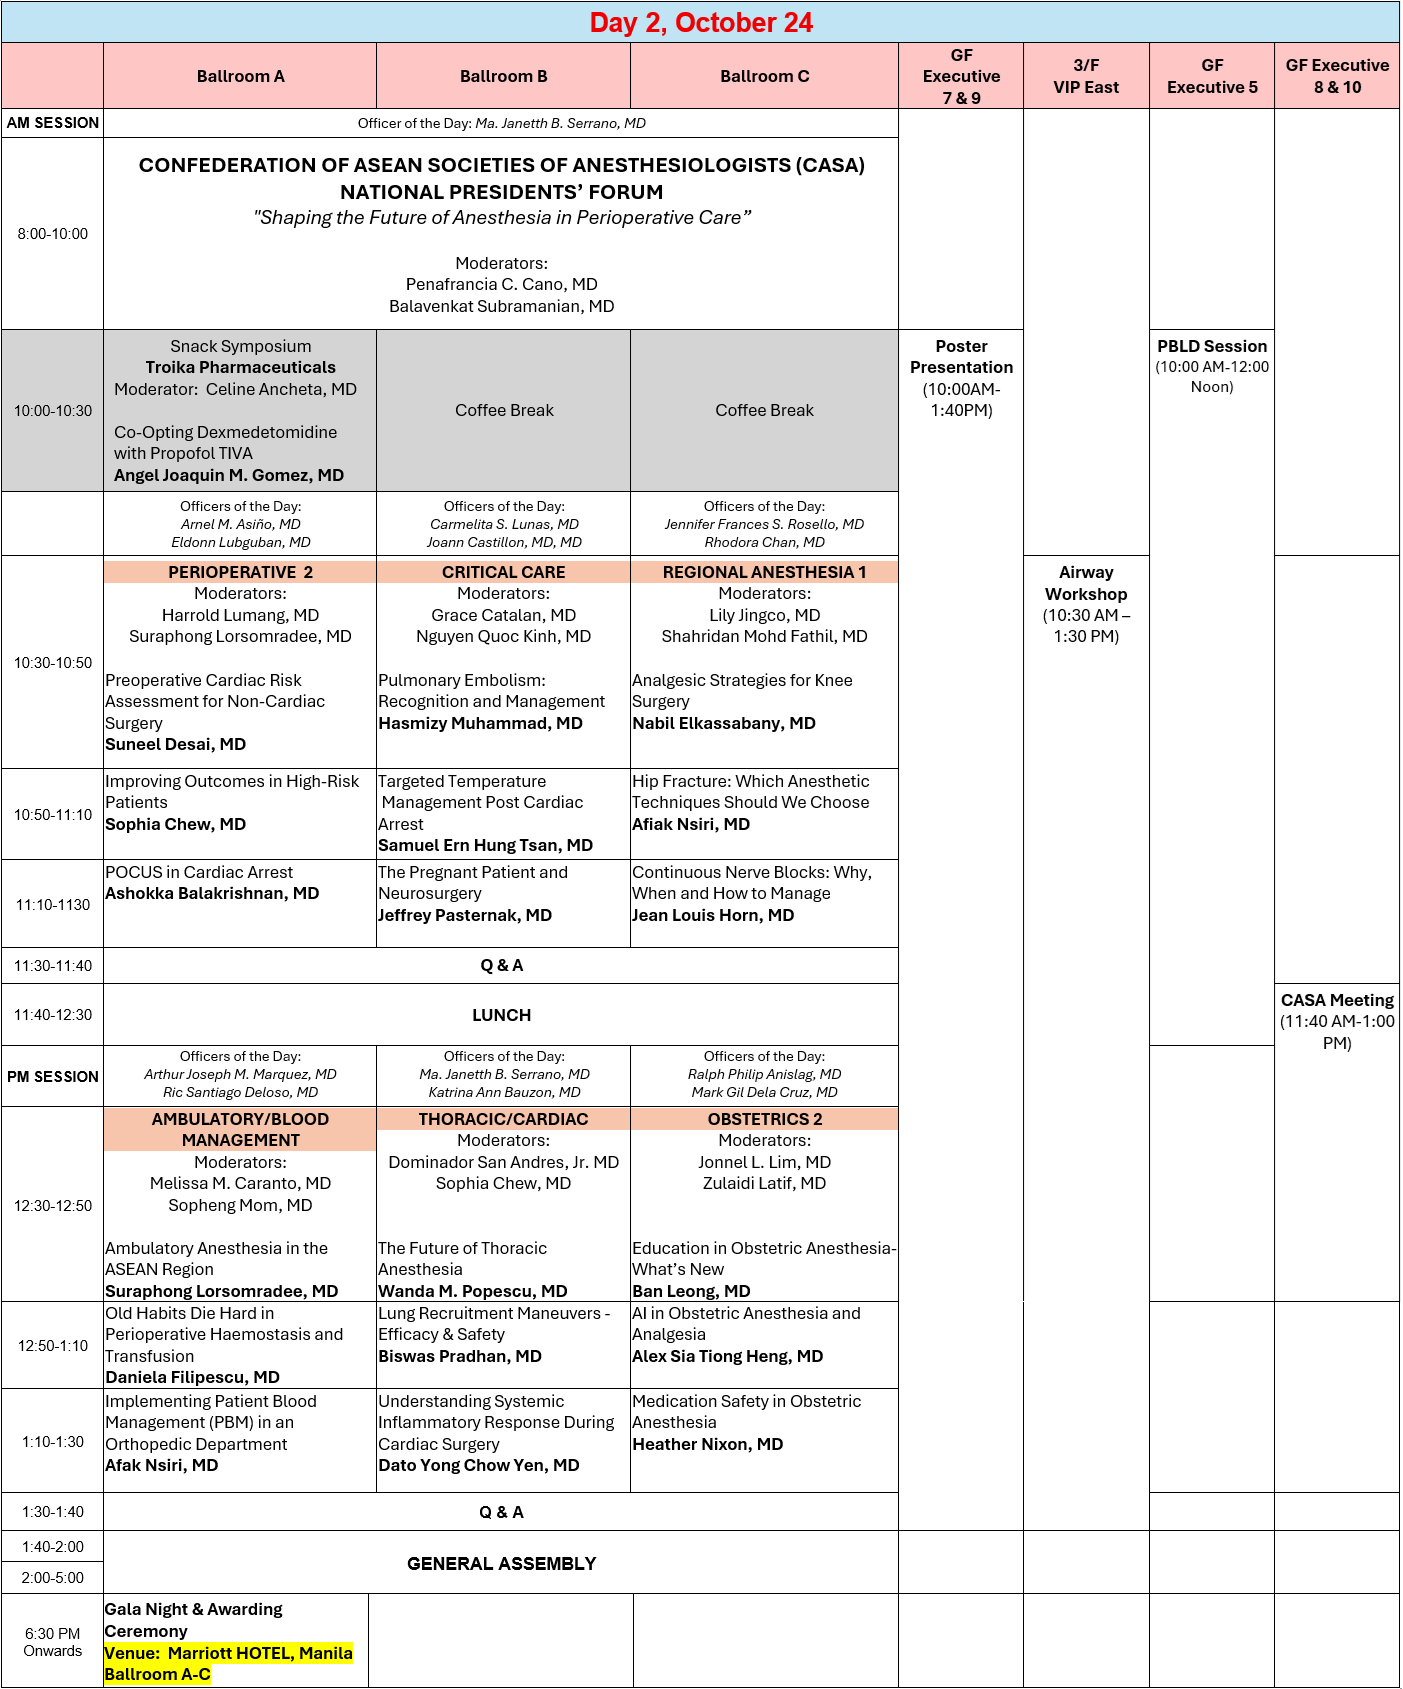 Day 2, October 24
Ballroom A
Ballroom B
Ballroom C
GF
Executive
7 & 9
3/F
VIP East
GF
Executive 5
GF Executive
8 & 10
AM SESSION
Officer of the Day: Ma. Janetth B. Serrano, MD
8:00-10:00
CONFEDERATION OF ASEAN SOCIETIES OF ANESTHESIOLOGISTS (CASA)
NATIONAL PRESIDENTS’ FORUM
"Shaping the Future of Anesthesia in Perioperative Care”
Moderators:
Penafrancia C. Cano, MD
Balavenkat Subramanian, MD
10:00-10:30
Snack Symposium
Troika Pharmaceuticals
Moderator:  Celine Ancheta, MD
Co-Opting Dexmedetomidine
with Propofol TIVA
Angel Joaquin M. Gomez, MD
Coffee Break
Coffee Break
Poster
Presentation
(10:00AM-
1:40PM)
PBLD Session
(10:00 AM-12:00
Noon)
Officers of the Day:
Arnel M. Asiño, MD
Eldonn Lubguban, MD
Officers of the Day:
Carmelita S. Lunas, MD
Joann Castillon, MD, MD
Officers of the Day:
Jennifer Frances S. Rosello, MD
Rhodora Chan, MD
10:30-10:50
PERIOPERATIVE  2
Moderators:
Harrold Lumang, MD
Suraphong Lorsomradee, MD
Preoperative Cardiac Risk
Assessment for Non-Cardiac
Surgery
Suneel Desai, MD
CRITICAL CARE
Moderators:
Grace Catalan, MD
Nguyen Quoc Kinh, MD
Pulmonary Embolism:
Recognition and Management
Hasmizy Muhammad, MD
REGIONAL ANESTHESIA 1
Moderators:
Lily Jingco, MD
Shahridan Mohd Fathil, MD
Analgesic Strategies for Knee
Surgery
Nabil Elkassabany, MD
Airway
Workshop
(10:30 AM –
1:30 PM)
10:50-11:10
Improving Outcomes in High-Risk
Patients
Sophia Chew, MD
Targeted Temperature
Management Post Cardiac
Arrest
Samuel Ern Hung Tsan, MD
Hip Fracture: Which Anesthetic
Techniques Should We Choose
Afiak Nsiri, MD
11:10-1130
POCUS in Cardiac Arrest
Ashokka Balakrishnan, MD
The Pregnant Patient and
Neurosurgery
Jeffrey Pasternak, MD
Continuous Nerve Blocks: Why,
When and How to Manage
Jean Louis Horn, MD
11:30-11:40
Q & A
11:40-12:30
LUNCH
CASA Meeting
(11:40 AM-1:00
PM)
PM SESSION
Officers of the Day:
Arthur Joseph M. Marquez, MD
Ric Santiago Deloso, MD
Officers of the Day:
Ma. Janetth B. Serrano, MD
Katrina Ann Bauzon, MD
Officers of the Day:
Ralph Philip Anislag, MD
Mark Gil Dela Cruz, MD
12:30-12:50
AMBULATORY/BLOOD
MANAGEMENT
Moderators:
Melissa M. Caranto, MD
Sopheng Mom, MD
Ambulatory Anesthesia in the
ASEAN Region
Suraphong Lorsomradee, MD
THORACIC/CARDIAC
Moderators:
Dominador San Andres, Jr. MD
Sophia Chew, MD
The Future of Thoracic
Anesthesia
Wanda M. Popescu, MD
OBSTETRICS 2
Moderators:
Jonnel L. Lim, MD
Zulaidi Latif, MD
Education in Obstetric Anesthesia-
What’s New
Ban Leong, MD
12:50-1:10
Old Habits Die Hard in
Perioperative Haemostasis and
Transfusion
Daniela Filipescu, MD
Lung Recruitment Maneuvers -
Efficacy & Safety
Biswas Pradhan, MD
AI in Obstetric Anesthesia and
Analgesia
Alex Sia Tiong Heng, MD
1:10-1:30
Implementing Patient Blood
Management (PBM) in an
Orthopedic Department
Afak Nsiri, MD
Understanding Systemic
Inflammatory Response During
Cardiac Surgery
Dato Yong Chow Yen, MD
Medication Safety in Obstetric
Anesthesia
Heather Nixon, MD
1:30-1:40
Q & A
1:40-2:00
2:00-5:00
GENERAL ASSEMBLY
6:30 PM
Onwards
Gala Night & Awarding
Ceremony
Venue:  Marriott HOTEL, Manila
Ballroom A-C